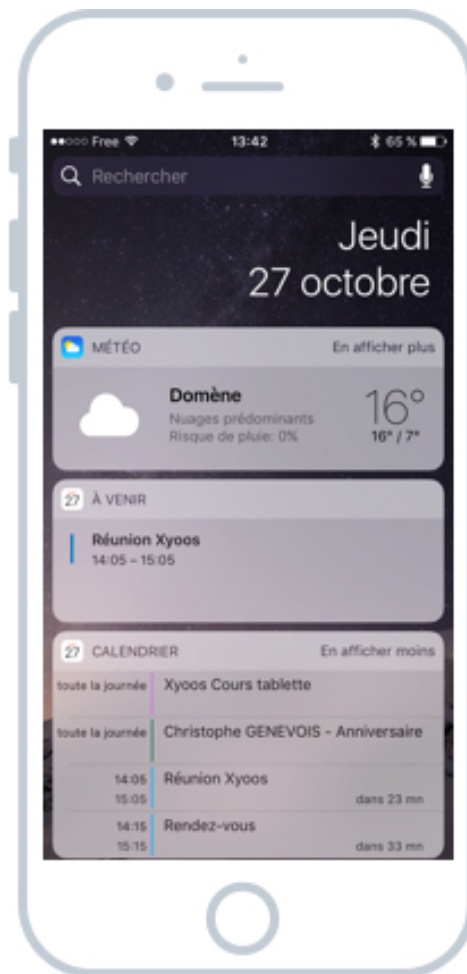 Free 13:42 65 %
Rechercher
Jeudi
27 octobre
MÉTÉO En afficher plus
Domène 16°
Nuages prédominants
Risque de pluie: 0% 16° / 7°
27 À VENIR
Réunion Xyoos
14:05 – 15:05
27 CALENDRIER En afficher moins
toute la journée Xyoos Cours tablette
toute la journée Christophe GENEVOIS - Anniversaire
14:05 Réunion Xyoos
15:05 dans 23 mn
14:15 Rendez-vous
15:15 dans 33 mn